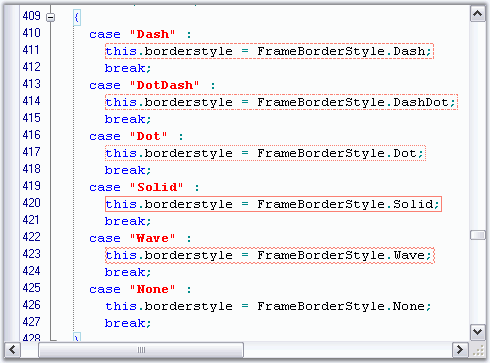 409 {
410 case "Dash" :
411 this.borderstyle = FrameBorderStyle.Dash;
412 break;
413 case "DotDash" :
414 this.borderstyle = FrameBorderStyle.DashDot;
415 break;
416 case "Dot" :
417 this.borderstyle = FrameBorderStyle.Dot;
418 break;
419 case "Solid" :
420 this.borderstyle = FrameBorderStyle.Solid;
421 break;
422 case "Wave" :
423 this.borderstyle = FrameBorderStyle.Wave;
424 break;
425 case "None" :
426 this.borderstyle = FrameBorderStyle.None;
427 break;
428 }